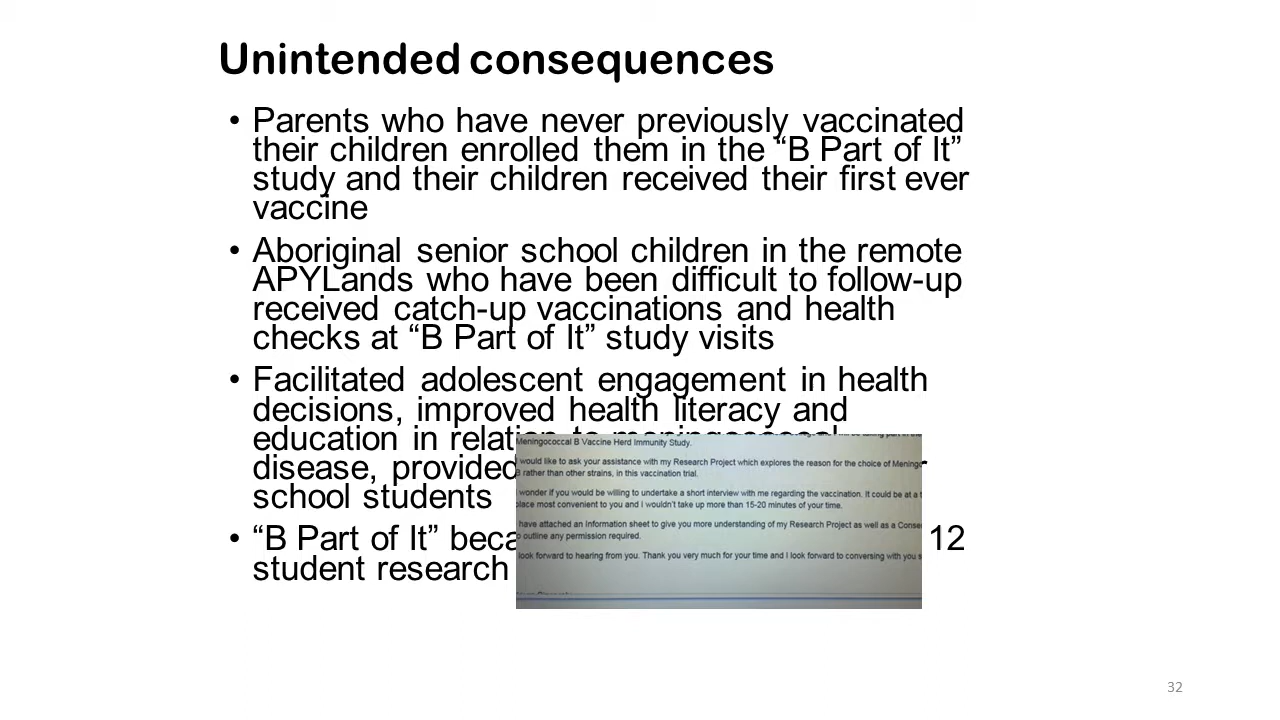 Unintended consequences
• Parents who have never previously vaccinated
their children enrolled them in the “B Part of It”
study and their children received their first ever
vaccine
• Aboriginal senior school children in the remote
APYLands who have been difficult to follow-up
received catch-up vaccinations and health
checks at “B Part of It” study visits
• Facilitated adolescent engagement in health
decisions, improved health literacy and
education in relation to meningococcal
disease, provided
school students
• “B Part of It” 12
student research
Meningococcal B Vaccine Herd Immunity Study.
would like to ask your assistance with my Research Project which explores the reason for the choice of
B rather than other strains, in this vaccination trial.
wonder if you would be willing to undertake a short interview with me regarding the vaccination. It could be at a
place most convenient to you and I wouldn't take up more than 15-20 minutes of your time.
have attached an Information sheet to give you more understanding of my Research Project as well as a
to outline any permission required.
look forward to hearing from you. Thank you very much for your time and I look forward to conversing with you
32